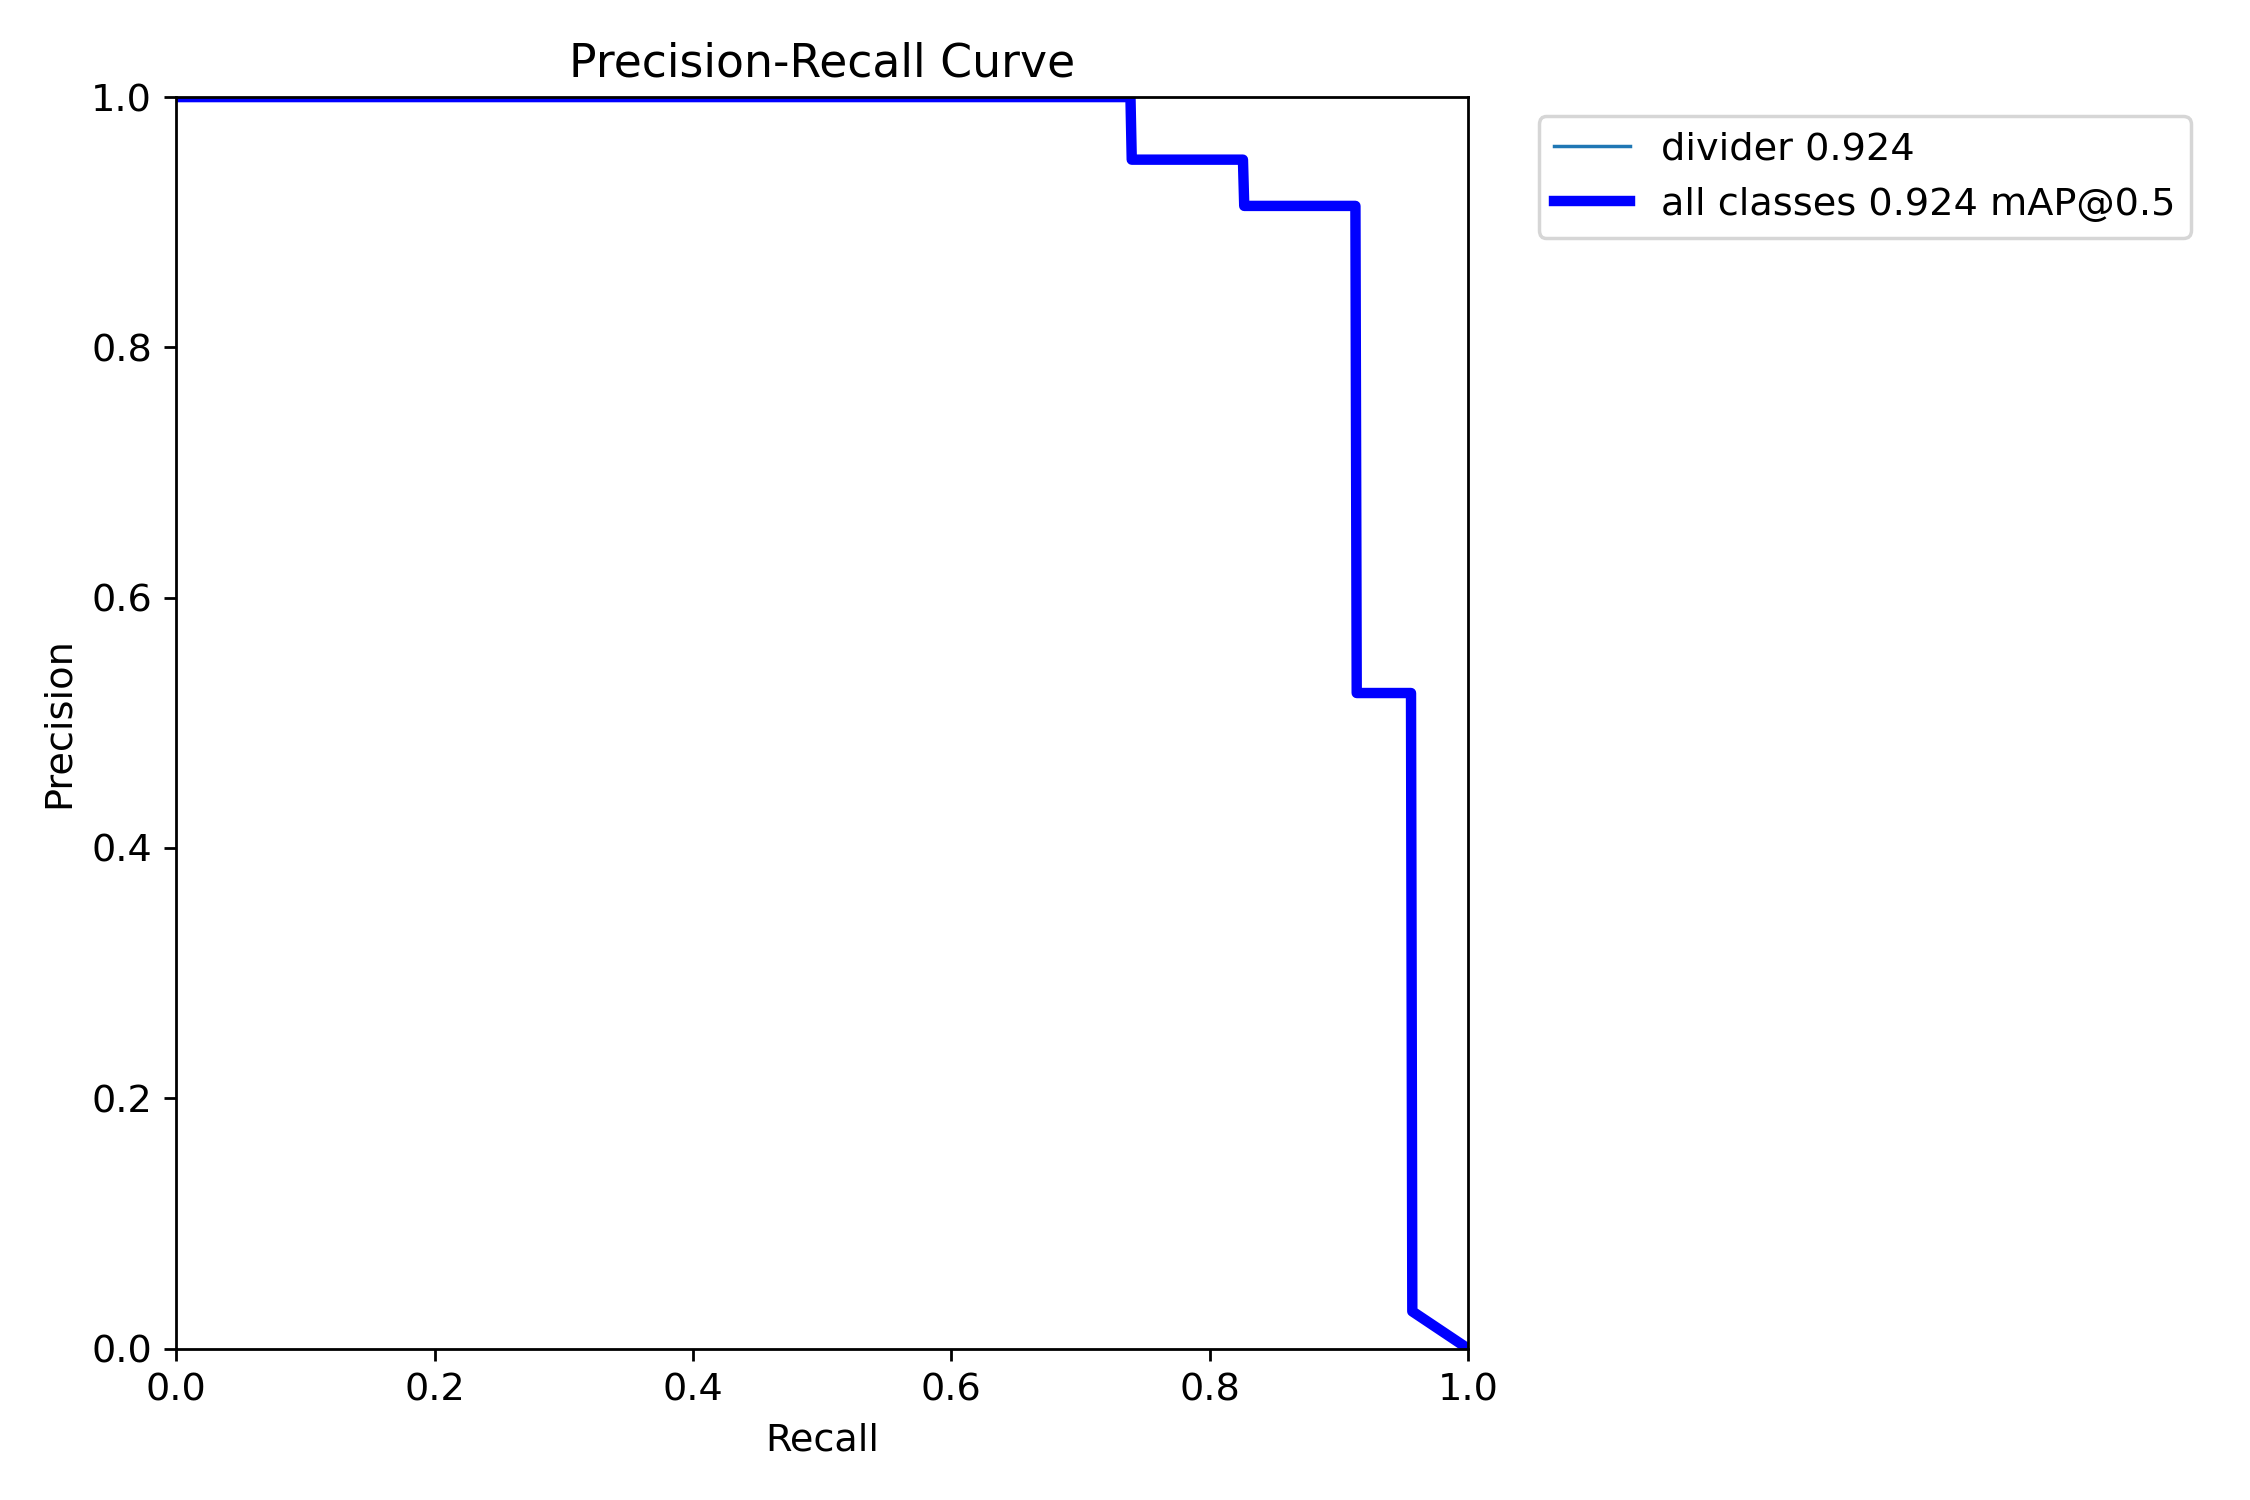 Precision-Recall Curve
1.0
0.8
0.6
0.4
0.2
0.0
Precision
0.0 0.2 0.4 0.6 0.8 1.0
Recall
divider 0.924
all classes 0.924 mAP@0.5